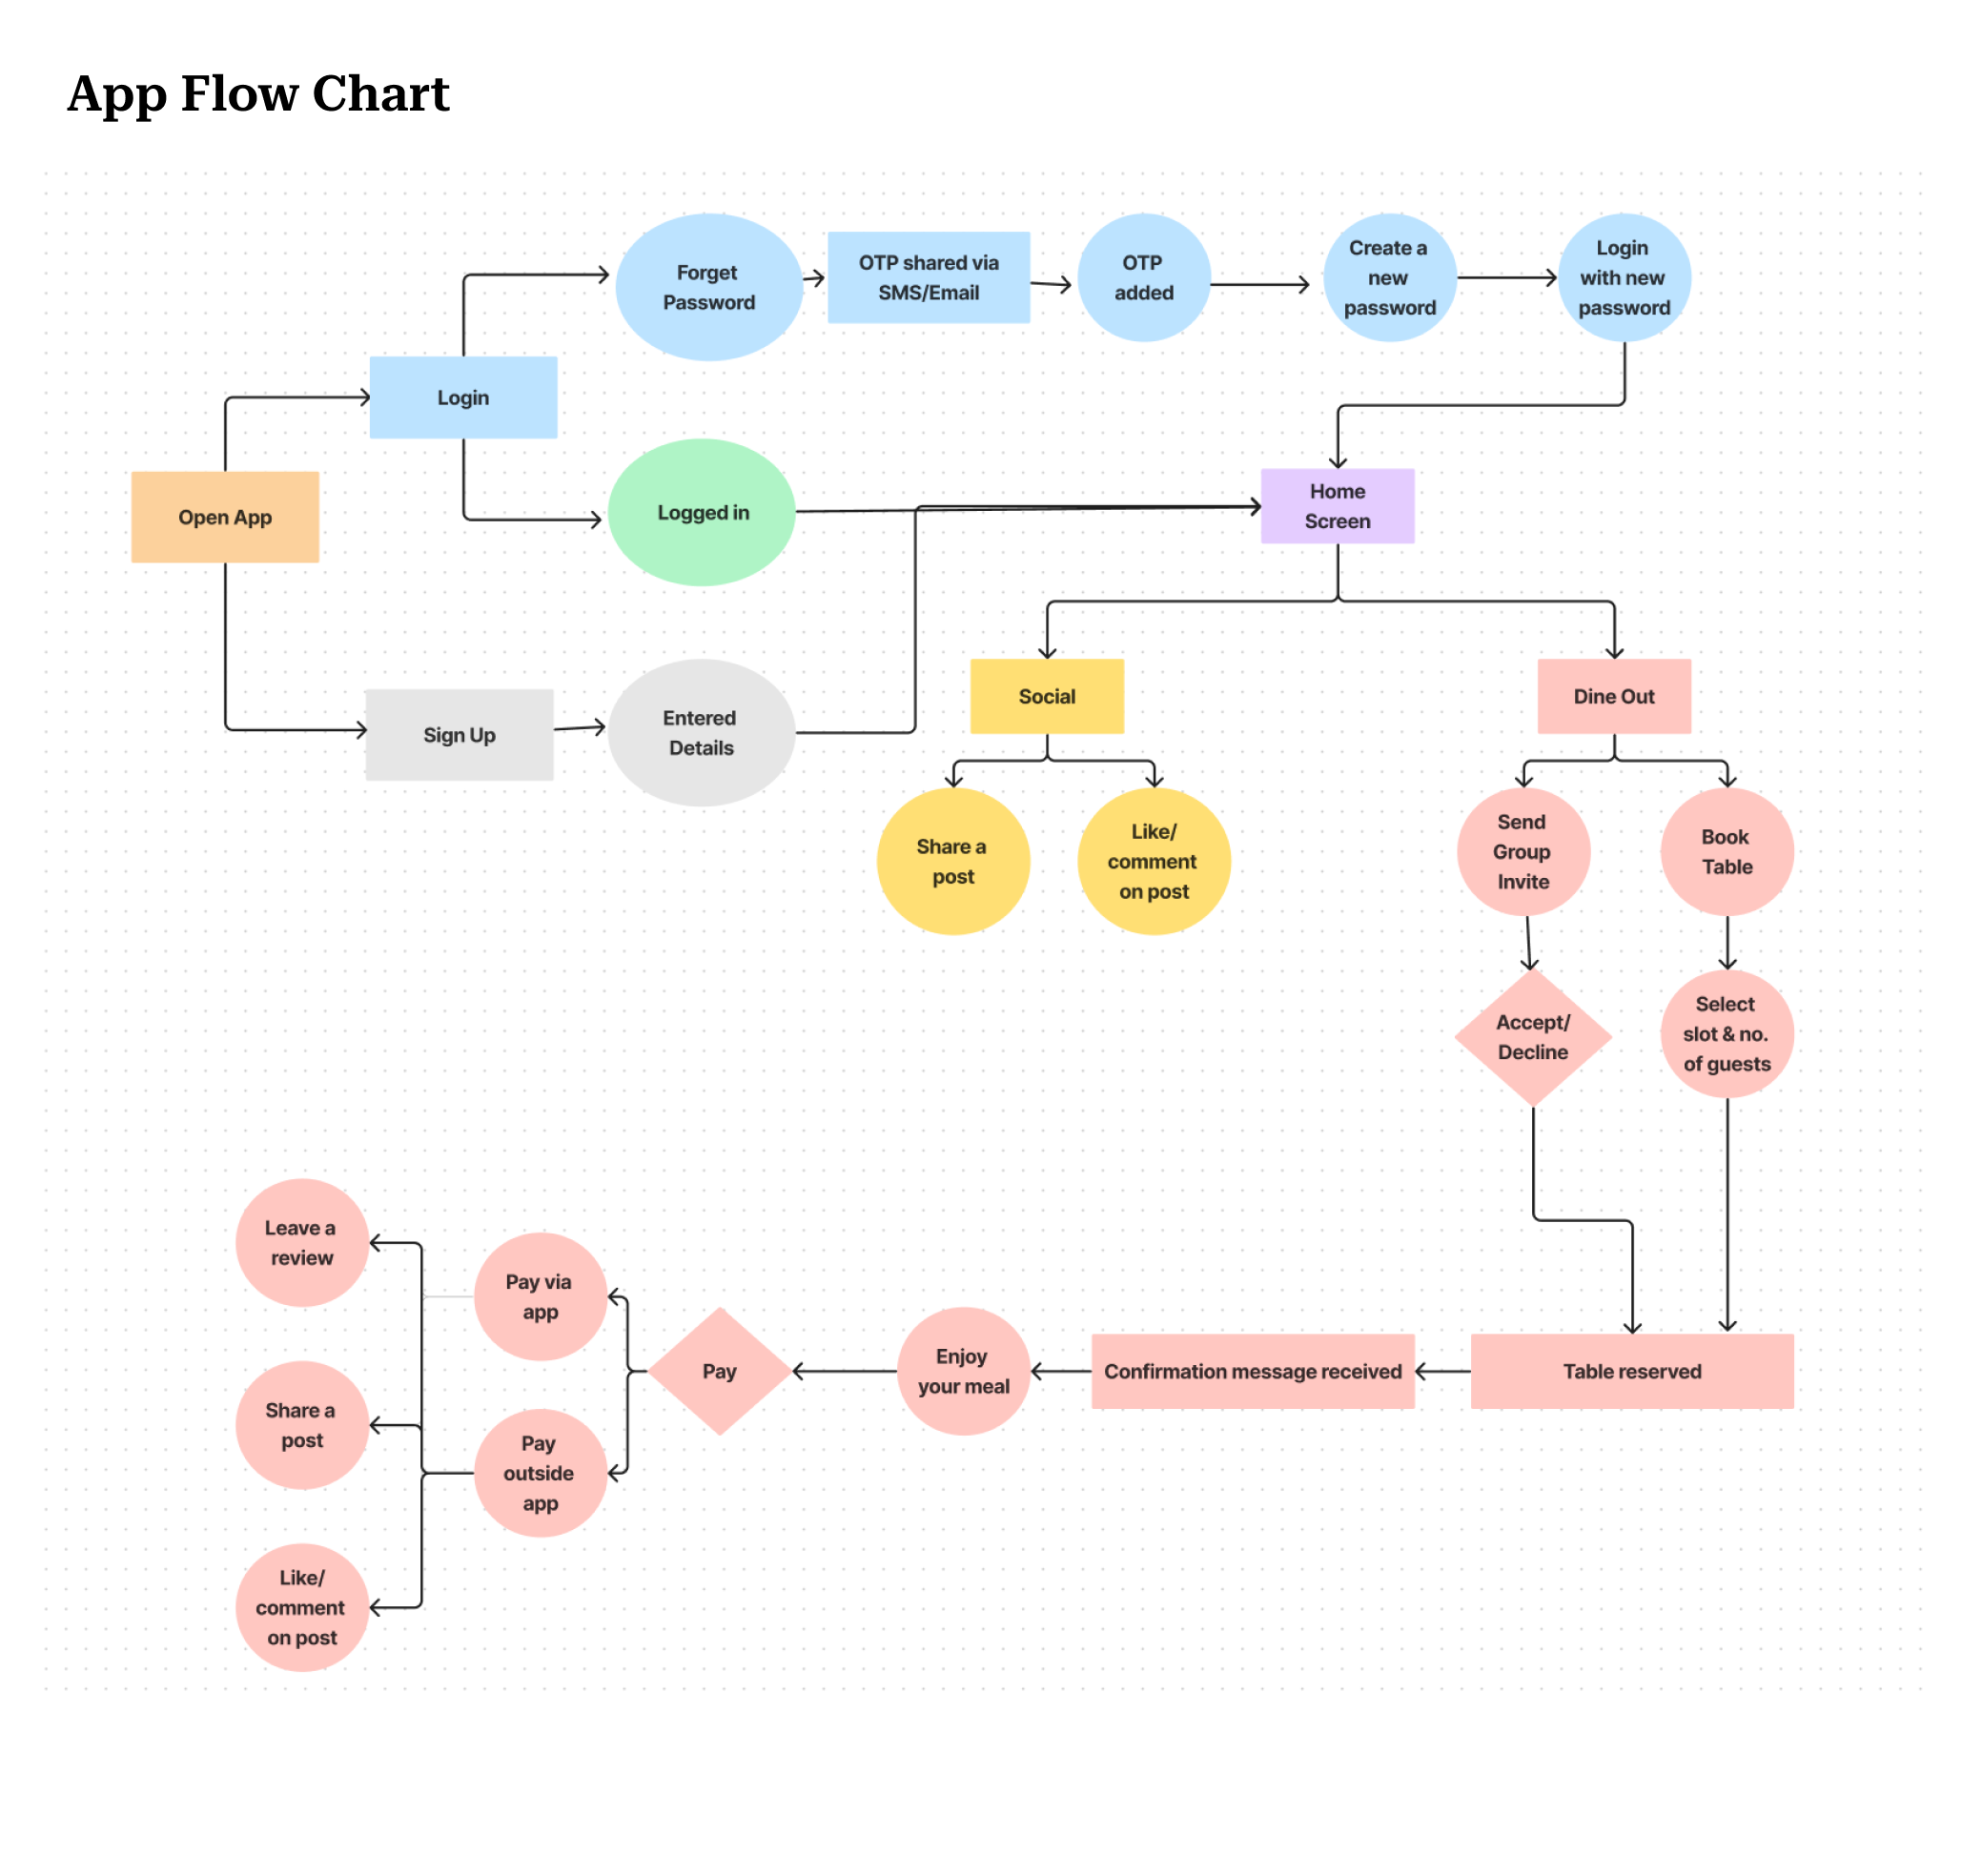 App Flow Chart
Forget
Password
OTP shared via
SMS/Email
OTP
added
Create a
new
password
Login
with new
password
Login
Open App
Logged in
Home
Screen
Sign Up
Entered
Details
Social
Dine Out
Share a
post
Like/
comment
on post
Send
Group
Invite
Book
Table
Accept/
Decline
Select
slot & no.
of guests
Leave a
review
Pay via
app
Share a
post
Pay
outside
app
Like/
comment
on post
Pay
Enjoy
your meal
Confirmation message received
Table reserved